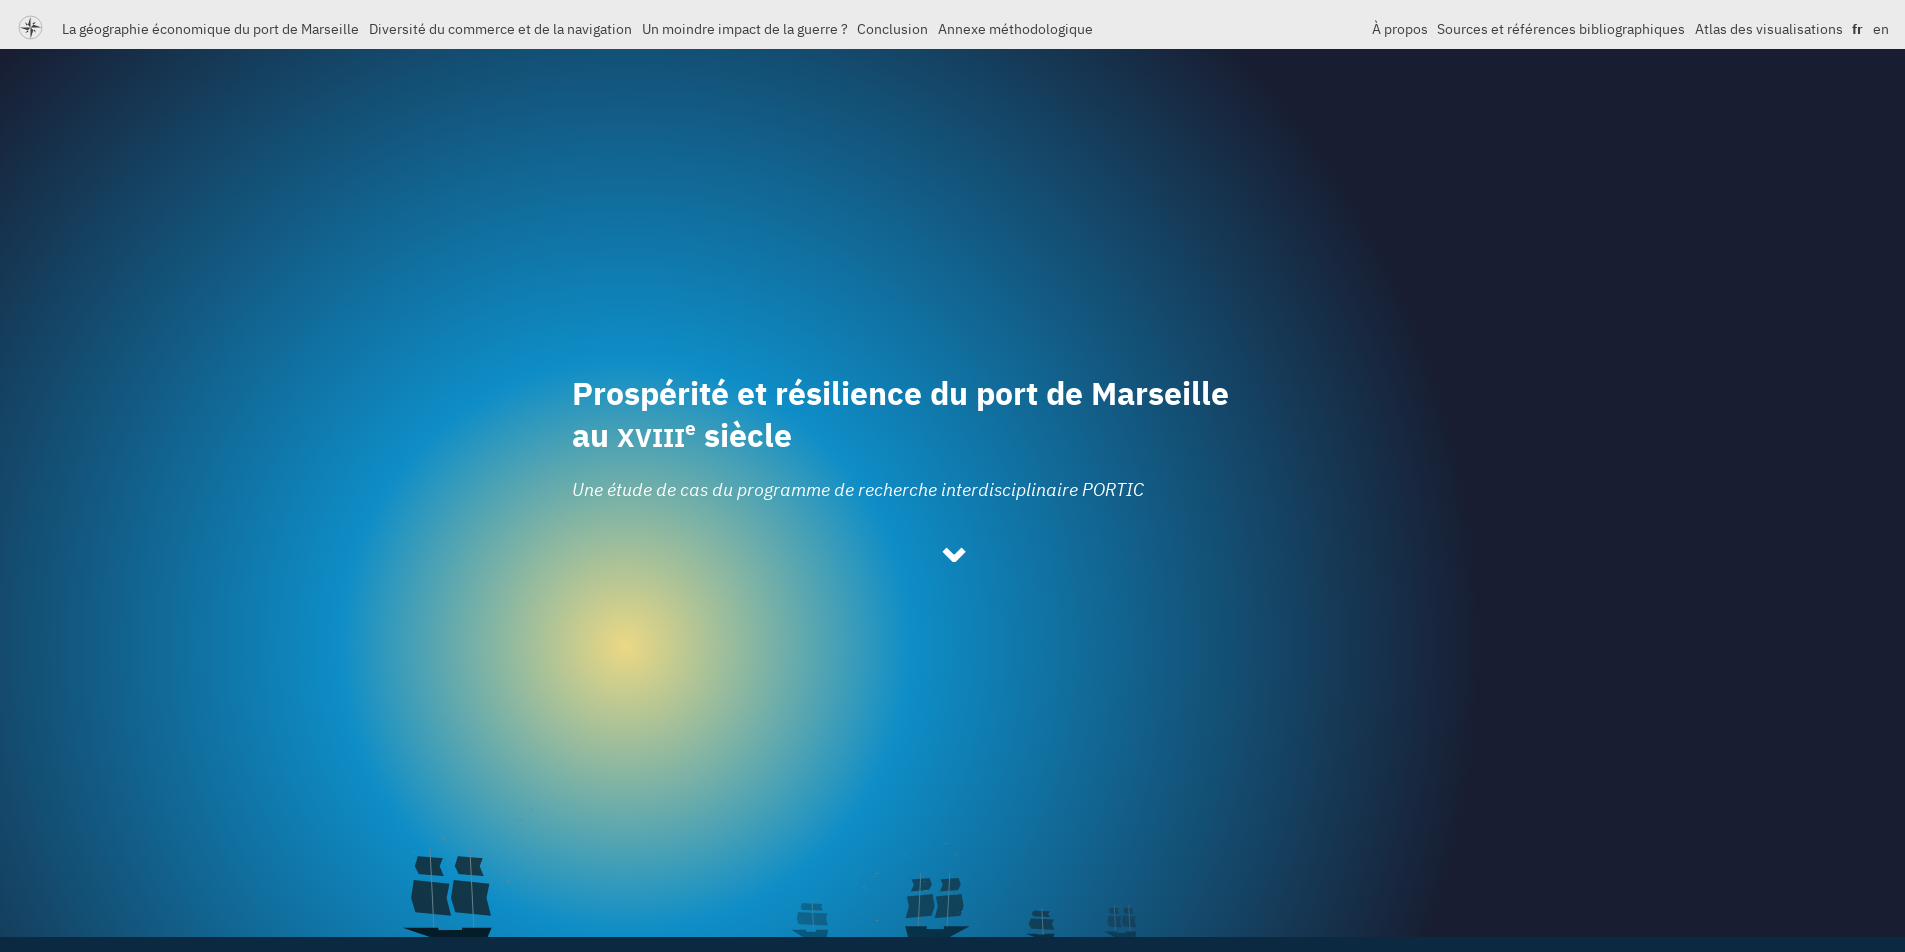 La géographie économique du port de Marseille Diversité du commerce et de la navigation Un moindre impact de la guerre ? Conclusion Annexe méthodologique À propos Sources et références bibliographiques Atlas des visualisations fr en
Prospérité et résilience du port de Marseille
au XVIIIe siècle
Une étude de cas du programme de recherche interdisciplinaire PORTIC